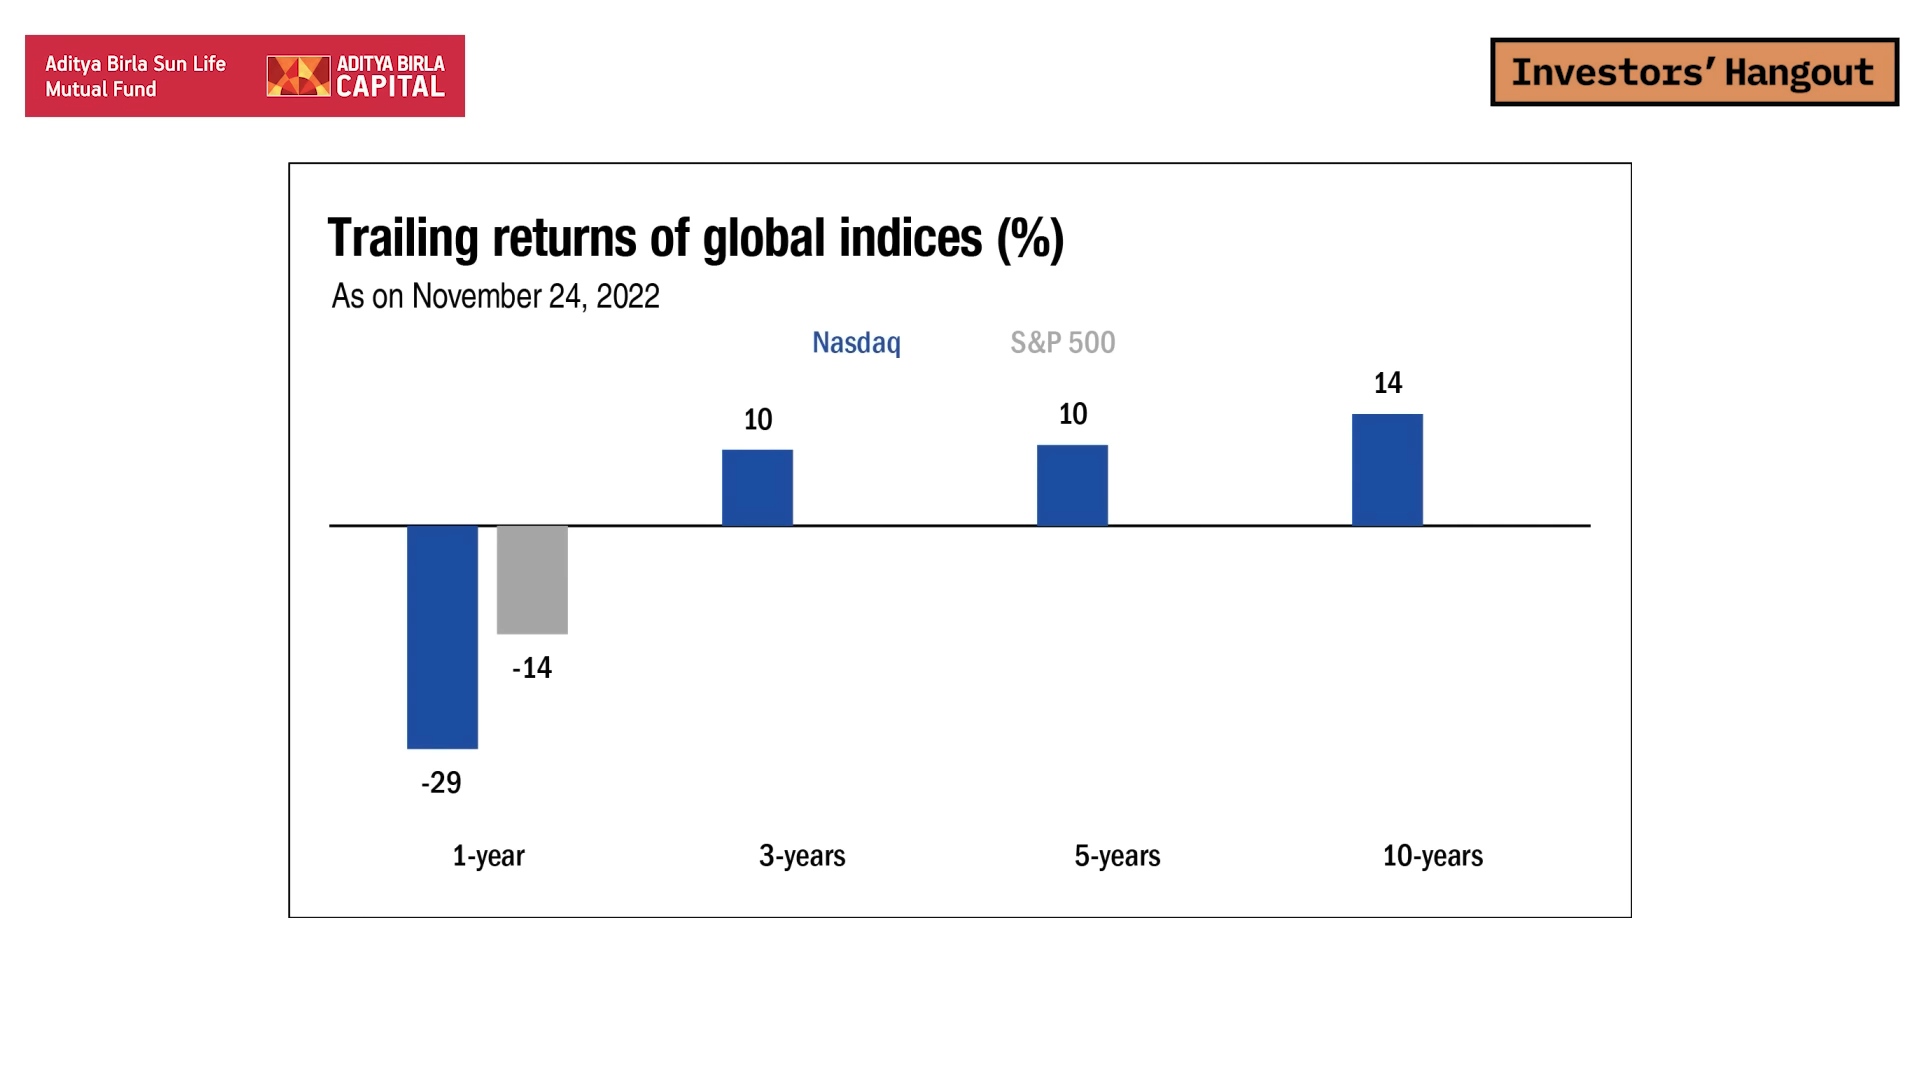 Aditya Birla Sun Life
Mutual Fund
ADITYA BIRLA
CAPITAL
Investors’ Hangout
Trailing returns of global indices (%)
As on November 24, 2022
Nasdaq S&P 500
10 10 14
-14
-29
1-year 3-years 5-years 10-years